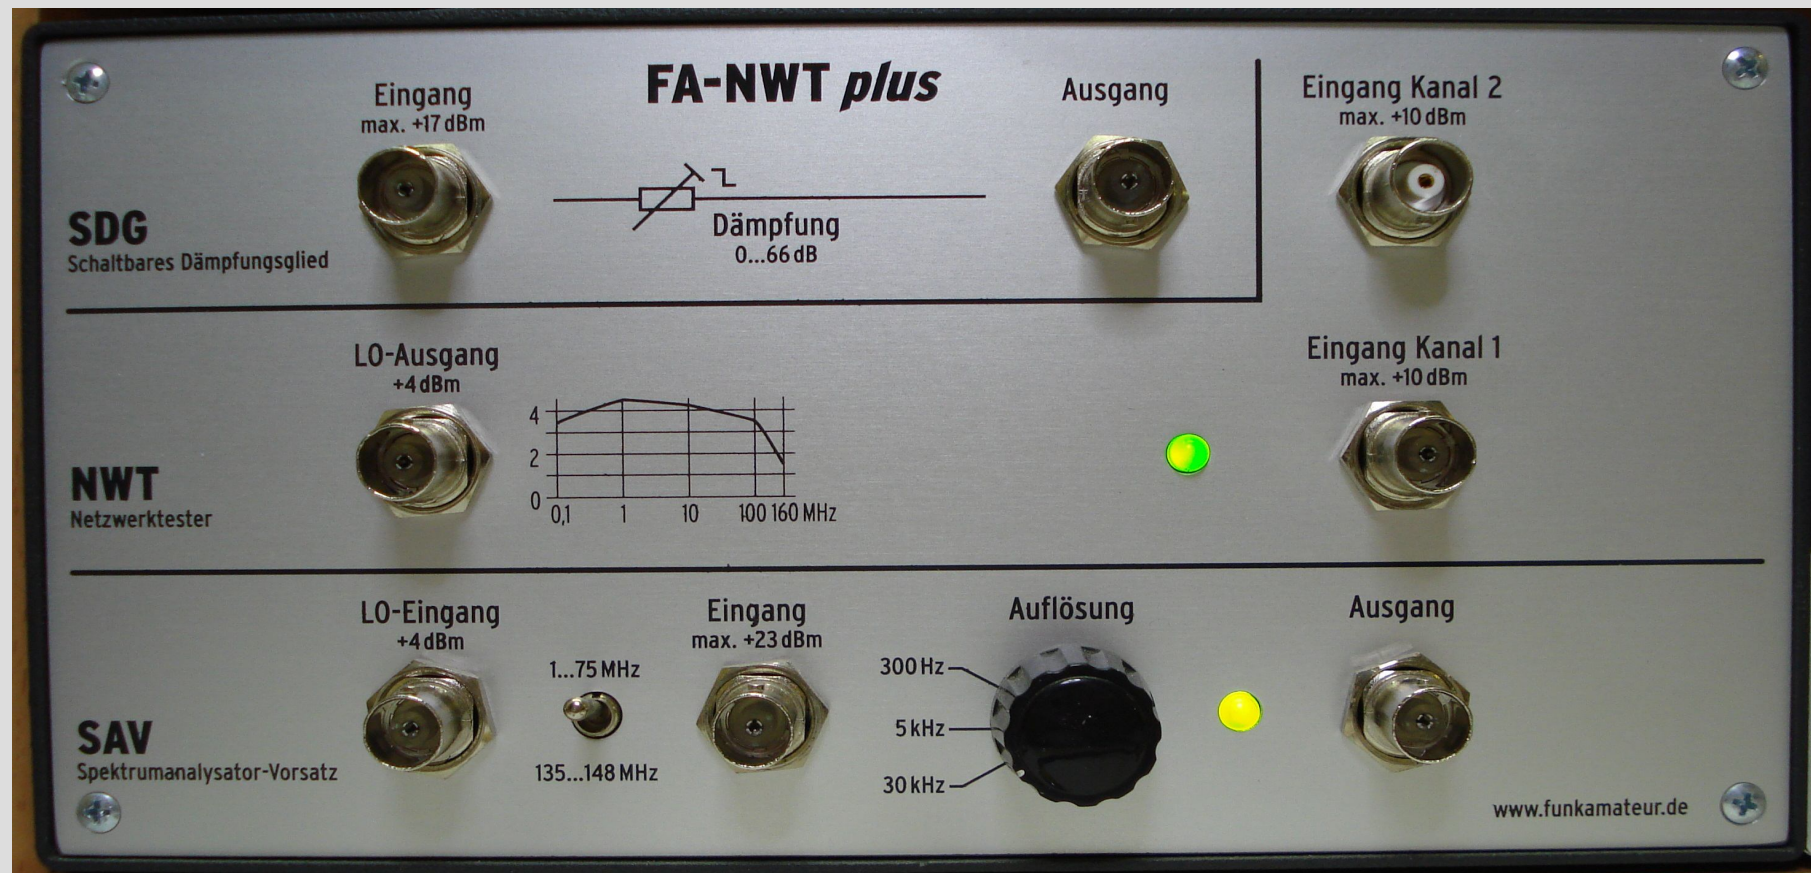 FA-NWT plus
Eingang
max. +17 dBm
Ausgang
Eingang Kanal 2
max. +10 dBm
SDG
Schaltbares Dämpfungsglied
Dämpfung
0...66 dB
LO-Ausgang
+4 dBm
Eingang Kanal 1
max. +10 dBm
NWT
Netzwerktester
4
2
0
0,1 1 10 100 160 MHz
LO-Eingang
+4 dBm
1...75 MHz
135...148 MHz
Eingang
max. +23 dBm
Auflösung
300 Hz
5 kHz
30 kHz
Ausgang
SAV
Spektrumanalysator-Vorsatz
www.funkamateur.de